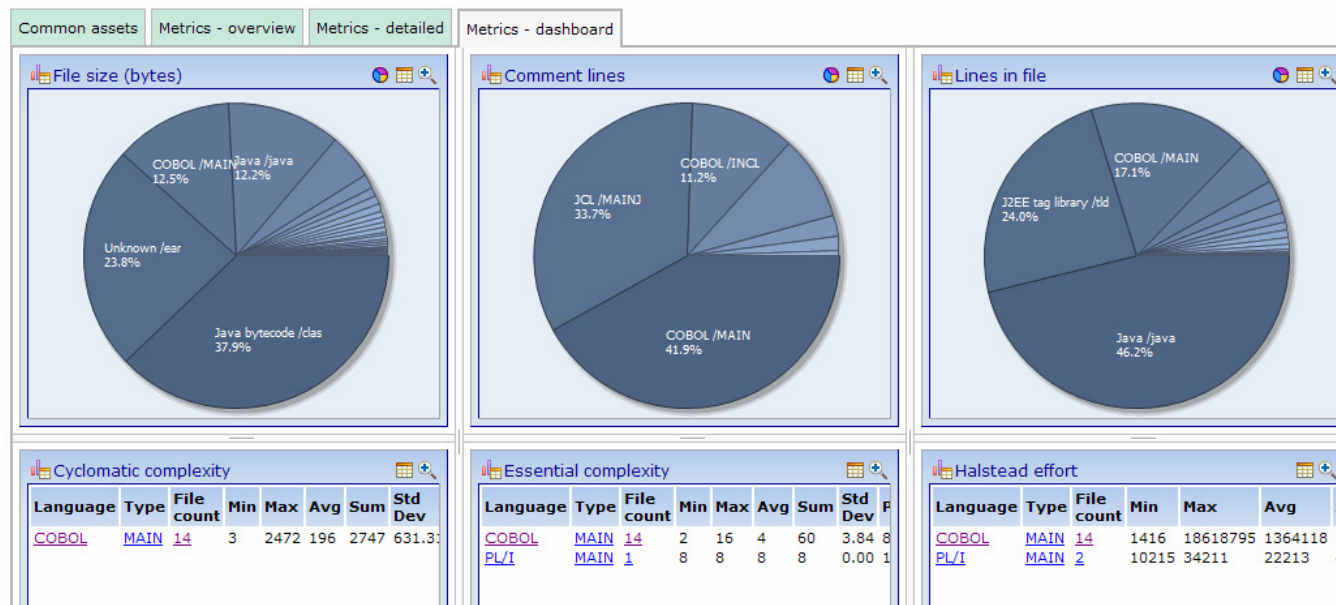 Common assets
Metrics - overview
Metrics - detailed
Metrics - dashboard
File size (bytes)
COBOL /MAIN
12.5%
Java /java
12.2%
Unknown /ear
23.8%
Java bytecode /clas
37.9%
Comment lines
JCL /MAINJ
33.7%
COBOL /INCL
11.2%
COBOL /MAIN
41.9%
Lines in file
J2EE tag library /tld
24.0%
COBOL /MAIN
17.1%
Java /java
46.2%
Cyclomatic complexity
Language Type File count Min Max Avg Sum Std Dev
COBOL MAIN 14 3 2472 196 2747 631.31
Essential complexity
Language Type File count Min Max Avg Sum Std Dev P
COBOL MAIN 14 2 16 4 60 3.84 8
PL/I MAIN 1 8 8 8 8 0.00 1
Halstead effort
Language Type File count Min Max Avg
COBOL MAIN 14 1416 18618795 1364118
PL/I MAIN 2 10215 34211 22213